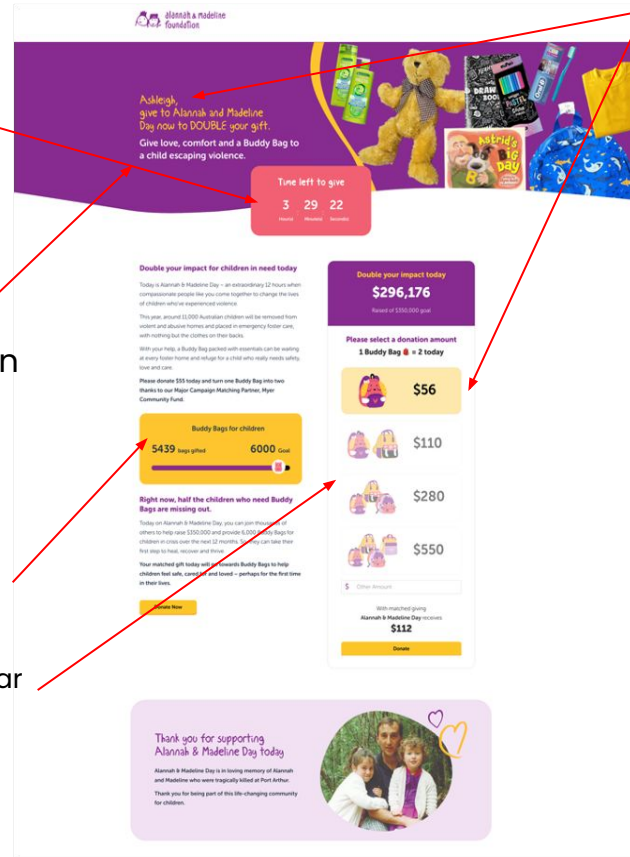 alannah & madeline
foundation
Ashleigh,
give to Alannah and Madeline
Day now to DOUBLE your gift.
Give love, comfort and a Buddy Bag to
a child escaping violence.
DRAW
BOOK
PASTEL
Oral-B
Astrid's
BIG
Day
Time left to give
3 29 22
Hour(s) Minute(s) Second(s)
Double your impact for children in need today
Today is Alannah & Madeline Day – an extraordinary 12 hours when
compassionate people like you come together to change the lives
of children who've experienced violence.
This year, around 11,000 Australian children will be removed from
violent and abusive homes and placed in emergency foster care,
with nothing but the clothes on their backs.
With your help, a Buddy Bag packed with essentials can be waiting
at every foster home and refuge for a child who really needs safety,
love and care.
Please donate $55 today and turn one Buddy Bag into two
thanks to our Major Campaign Matching Partner, Myer
Community Fund.
n
Buddy Bags for children
5439 bags gifted 6000 Goal
Right now, half the children who need Buddy
Bags are missing out.
Today on Alannah & Madeline Day, you can join thousands of
others to help raise $350,000 and provide 6,000 Buddy Bags for
children in crisis over the next 12 months. So they can take their
first step to heal, recover and thrive.
Your matched gift today will go towards Buddy Bags to help
children feel safe, cared for and loved – perhaps for the first time
in their lives.
Donate Now
ar
Double your impact today
$296,176
Raised of $350,000 goal
Please select a donation amount
1 Buddy Bag = 2 today
$56
$110
$280
$550
$ Other Amount
With matched giving
Alannah & Madeline Day receives
$112
Donate
Thank you for supporting
Alannah & Madeline Day today
Alannah & Madeline Day is in loving memory of Alannah
and Madeline who were tragically killed at Port Arthur.
Thank you for being part of this life-changing community
for children.